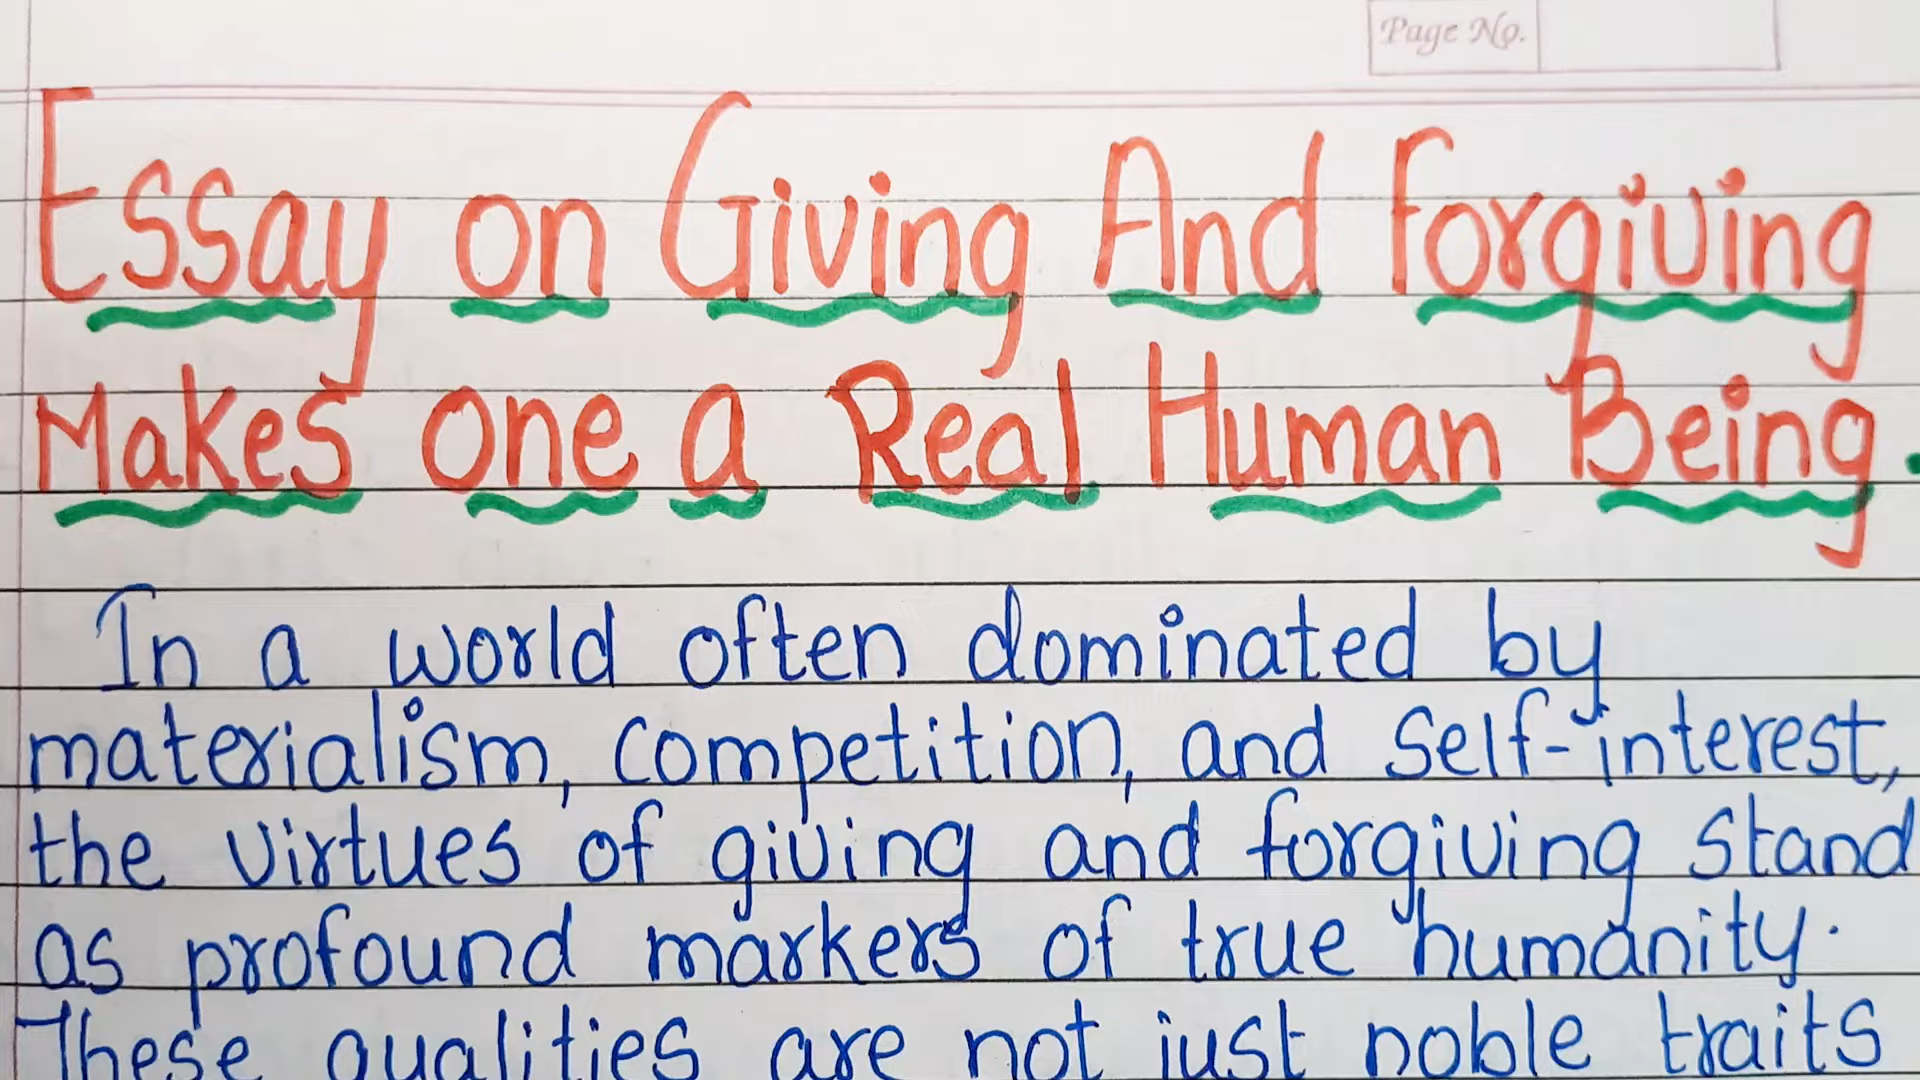 Page No.
Essay on Giving And Forgiving
Makes One a Real Human Being.
In a world often dominated by
materialism, competition, and self-interest,
the virtues of giving and forgiving stand
as profound markers of true humanity.
These qualities are not just noble traits